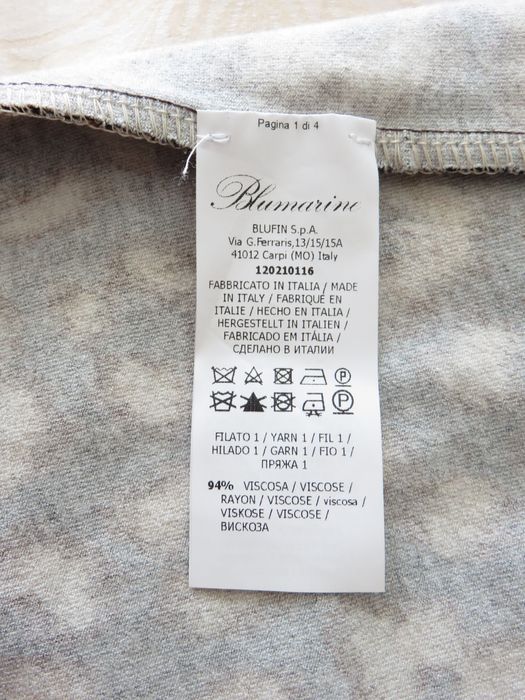 Pagina 1 di 4
Blumarine
BLUFIN S.p.A.
Via G.Ferraris,13/15/15A
41012 Carpi (MO) Italy
120210116
FABBRICATO IN ITALIA / MADE
IN ITALY / FABRIQUÉ EN
ITALIE / HECHO EN ITALIA /
HERGESTELLT IN ITALIEN /
FABRICADO EM ITÁLIA /
СДЕЛАНО В ИТАЛИИ
P
P
FILATO 1 / YARN 1 / FIL 1 /
HILADO 1 / GARN 1 / FIO 1 /
ПРЯЖА 1
94% VISCOSA / VISCOSE /
RAYON / VISCOSE / viscosa /
VISKOSE / VISCOSE /
ВИСКОЗА